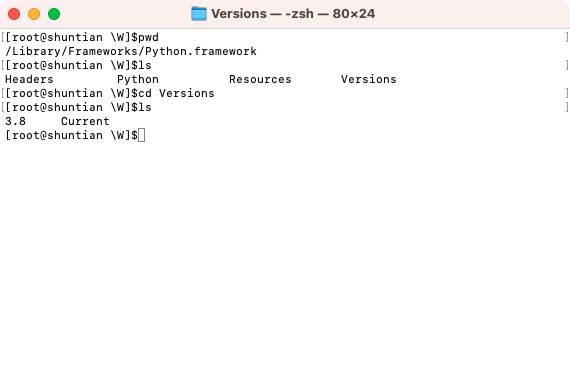 Versions — -zsh — 80×24
[[root@shuntian \W]$pwd ]
/Library/Frameworks/Python.framework
[[root@shuntian \W]$ls ]
Headers Python Resources Versions
[[root@shuntian \W]$cd Versions ]
[[root@shuntian \W]$ls ]
3.8 Current
[root@shuntian \W]$